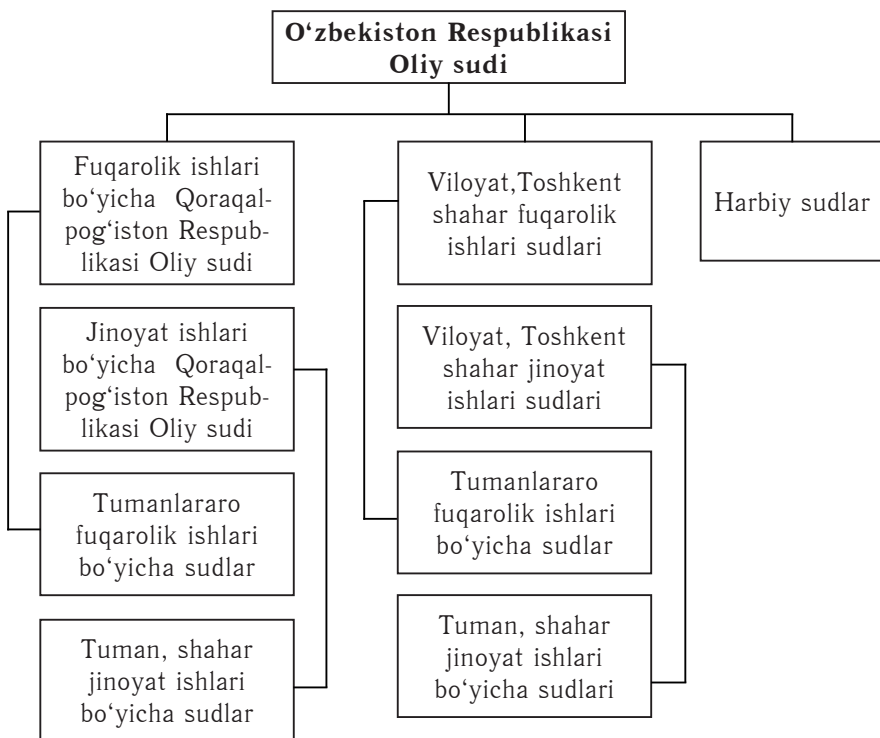 O‘zbekiston Respublikasi
Oliy sudi
Fuqarolik ishlari
bo‘yicha Qoraqal-
pog‘iston Respub-
likasi Oliy sudi
Jinoyat ishlari
bo‘yicha Qoraqal-
pog‘iston Respub-
likasi Oliy sudi
Tumanlararo
fuqarolik ishlari
bo‘yicha sudlar
Tuman, shahar
jinoyat ishlari
bo‘yicha sudlar
Viloyat,Toshkent
shahar fuqarolik
ishlari sudlari
Viloyat, Toshkent
shahar jinoyat
ishlari sudlari
Tumanlararo
fuqarolik ishlari
bo‘yicha sudlar
Tuman, shahar
jinoyat ishlari
bo‘yicha sudlari
Harbiy sudlar